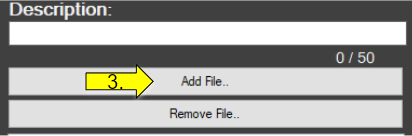 Description:
0 / 50
3.
Add File..
Remove File..